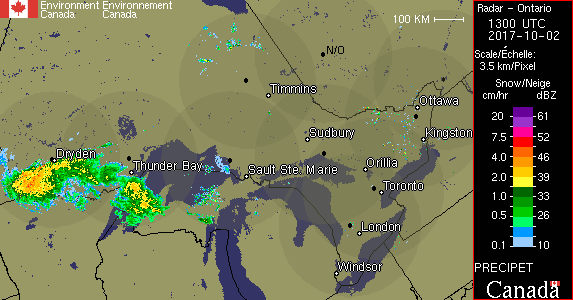 Environment Environnement
Canada Canada
100 KM
N/O
Timmins
Ottawa
Sudbury
Kingston
Dryden
Thunder Bay
Sault Ste. Marie
Orillia
Toronto
London
Windsor
Radar - Ontario
1300 UTC
2017-10-02
Scale/Échelle:
3.5 km/Pixel
Snow/Neige
cm/hr dBZ
20 61
7.5 52
4.0 46
2.0 39
1.0 33
0.5 26
0.1 10
PRECIPET
Canada